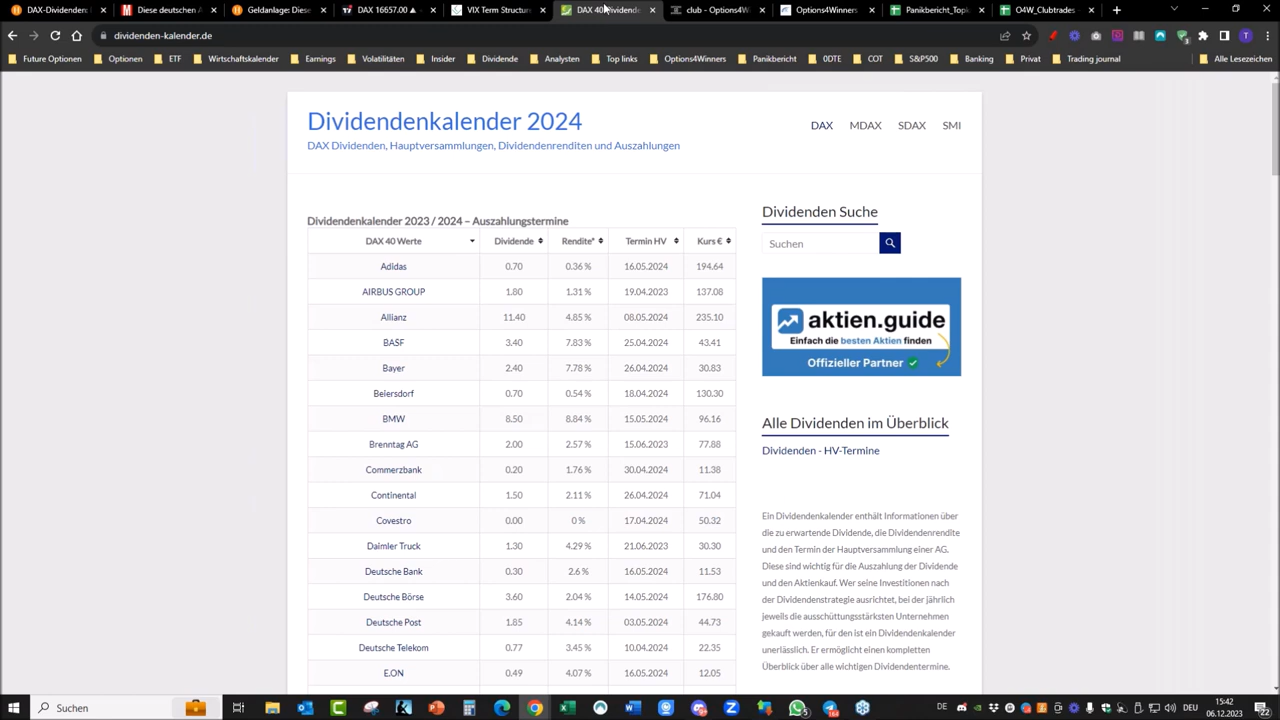 DAX-Dividenden:
Diese deutschen A
Geldanlage: Diese
DAX 16657.00
VIX Term Structur
DAX 40 Dividende
club - Options4W
Options4Winners
Panikbericht_Topl
O4W_Clubtrades
dividenden-kalender.de
Future Optionen
Optionen
ETF
Wirtschaftskalender
Earnings
Volatilitäten
Insider
Dividende
Analysten
Top links
Options4Winners
Panikbericht
0DTE
COT
S&P500
Banking
Privat
Trading journal
Alle Lesezeichen
Dividendenkalender 2024
DAX Dividenden, Hauptversammlungen, Dividendenrenditen und Auszahlungen
DAX MDAX SDAX SMI
Dividendenkalender 2023 / 2024 – Auszahlungstermine
DAX 40 Werte Dividende Rendite* Termin HV Kurs €
Adidas 0.70 0.36 % 16.05.2024 194.64
AIRBUS GROUP 1.80 1.31 % 19.04.2023 137.08
Allianz 11.40 4.85 % 08.05.2024 235.10
BASF 3.40 7.83 % 25.04.2024 43.41
Bayer 2.40 7.78 % 26.04.2024 30.83
Beiersdorf 0.70 0.54 % 18.04.2024 130.30
BMW 8.50 8.84 % 15.05.2024 96.16
Brenntag AG 2.00 2.57 % 15.06.2023 77.88
Commerzbank 0.20 1.76 % 30.04.2024 11.38
Continental 1.50 2.11 % 26.04.2024 71.04
Covestro 0.00 0 % 17.04.2024 50.32
Daimler Truck 1.30 4.29 % 21.06.2023 30.30
Deutsche Bank 0.30 2.6 % 16.05.2024 11.53
Deutsche Börse 3.60 2.04 % 14.05.2024 176.80
Deutsche Post 1.85 4.14 % 03.05.2024 44.73
Deutsche Telekom 0.77 3.45 % 10.04.2024 22.35
E.ON 0.49 4.07 % 16.05.2024 12.05
Dividenden Suche
Suchen
aktien.guide
Einfach die besten Aktien finden
Offizieller Partner
Alle Dividenden im Überblick
Dividenden - HV-Termine
Ein Dividendenkalender enthält Informationen über
die zu erwartende Dividende, die Dividendenrendite
und den Termin der Hauptversammlung einer AG.
Diese sind wichtig für die Auszahlung der Dividende
und den Aktienkauf. Wer seine Investitionen nach
der Dividendenstrategie ausrichtet, bei der jährlich
jeweils die ausschüttungsstärksten Unternehmen
gekauft werden, für den ist ein Dividendenkalender
unerlässlich. Er ermöglicht einen kompletten
Überblick über alle wichtigen Dividendentermine.
Suchen
DE
15:42
06.12.2023
22